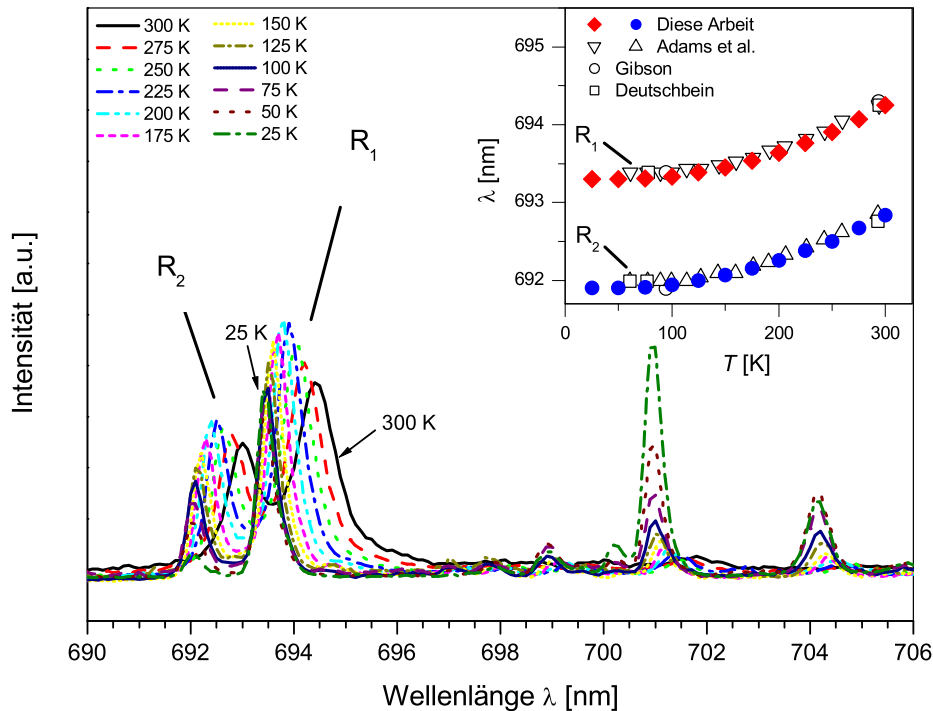 300 K
275 K
250 K
225 K
200 K
175 K
150 K
125 K
100 K
75 K
50 K
25 K
R1
R2
25 K
300 K
Intensität [a.u.]
690 692 694 696 698 700 702 704 706
Wellenlänge λ [nm]
Diese Arbeit
Adams et al.
Gibson
Deutschbein
695
694
693
692
λ [nm]
R1
R2
0 100 200 300
T [K]